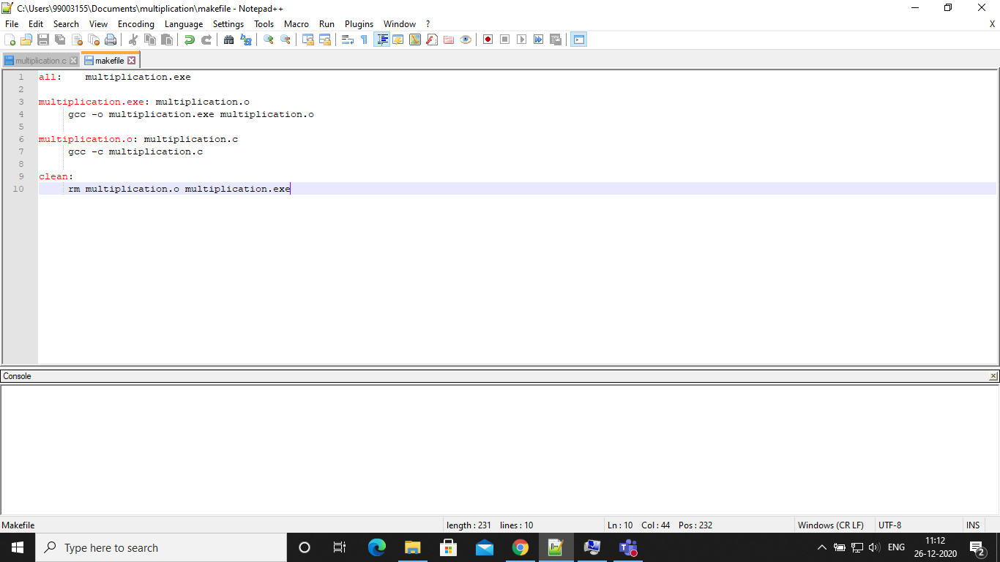 C:\Users\99003155\Documents\multiplication\makefile - Notepad++
File Edit Search View Encoding Language Settings Tools Macro Run Plugins Window ? X
multiplication.c makefile
1 all: multiplication.exe
2
3 multiplication.exe: multiplication.o
4 gcc -o multiplication.exe multiplication.o
5
6 multiplication.o: multiplication.c
7 gcc -c multiplication.c
8
9 clean:
10 rm multiplication.o multiplication.exe
Console
Makefile length : 231 lines : 10 Ln : 10 Col : 44 Pos : 232 Windows (CR LF) UTF-8 INS
Type here to search ENG 11:12
26-12-2020 2